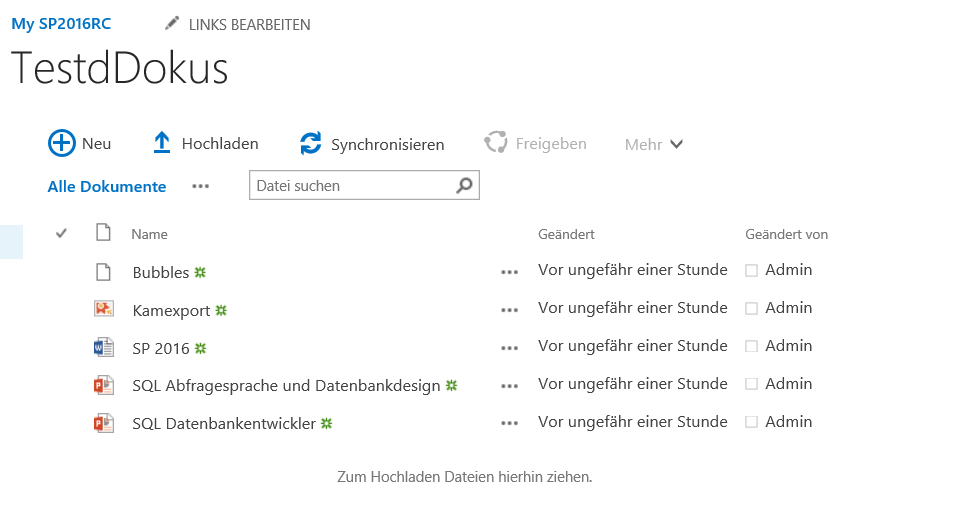 My SP2016RC LINKS BEARBEITEN
TestdDokus
Neu Hochladen Synchronisieren Freigeben Mehr
Alle Dokumente ••• Datei suchen
Name Geändert Geändert von
Bubbles ••• Vor ungefähr einer Stunde Admin
Kamexport ••• Vor ungefähr einer Stunde Admin
SP 2016 ••• Vor ungefähr einer Stunde Admin
SQL Abfragesprache und Datenbankdesign ••• Vor ungefähr einer Stunde Admin
SQL Datenbankentwickler ••• Vor ungefähr einer Stunde Admin
Zum Hochladen Dateien hierhin ziehen.